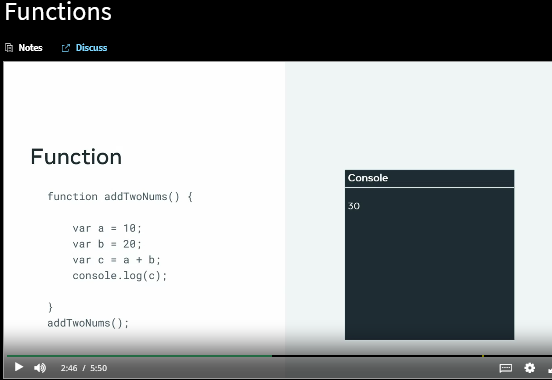 Functions
Notes
Discuss
Function
function addTwoNums() {
var a = 10;
var b = 20;
var c = a + b;
console.log(c);
}
addTwoNums();
Console
30
2:46 / 5:50